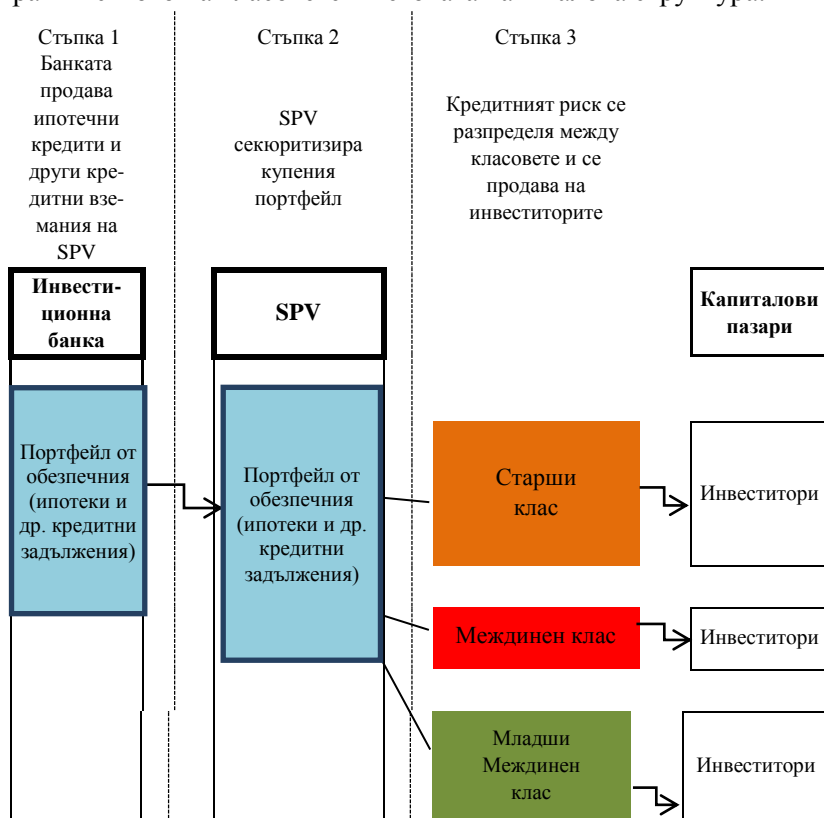 Стъпка 1
Банката
продава
ипотечни
кредити и
други кре-
дитни взе-
мания на
SPV
Стъпка 2
SPV
секюритизира
купения
портфейл
Стъпка 3
Кредитният риск се
разпределя между
класовете и се
продава на
инвеститорите
Инвести-
ционна
банка
SPV
Капиталови
пазари
Портфейл от
обезпечния
(ипотеки и
др. кредитни
задължения)
Портфейл от
обезпечния
(ипотеки и др.
кредитни
задължения)
Старши
клас
Инвеститори
Междинен клас
Инвеститори
Младши
Междинен
клас
Инвеститори